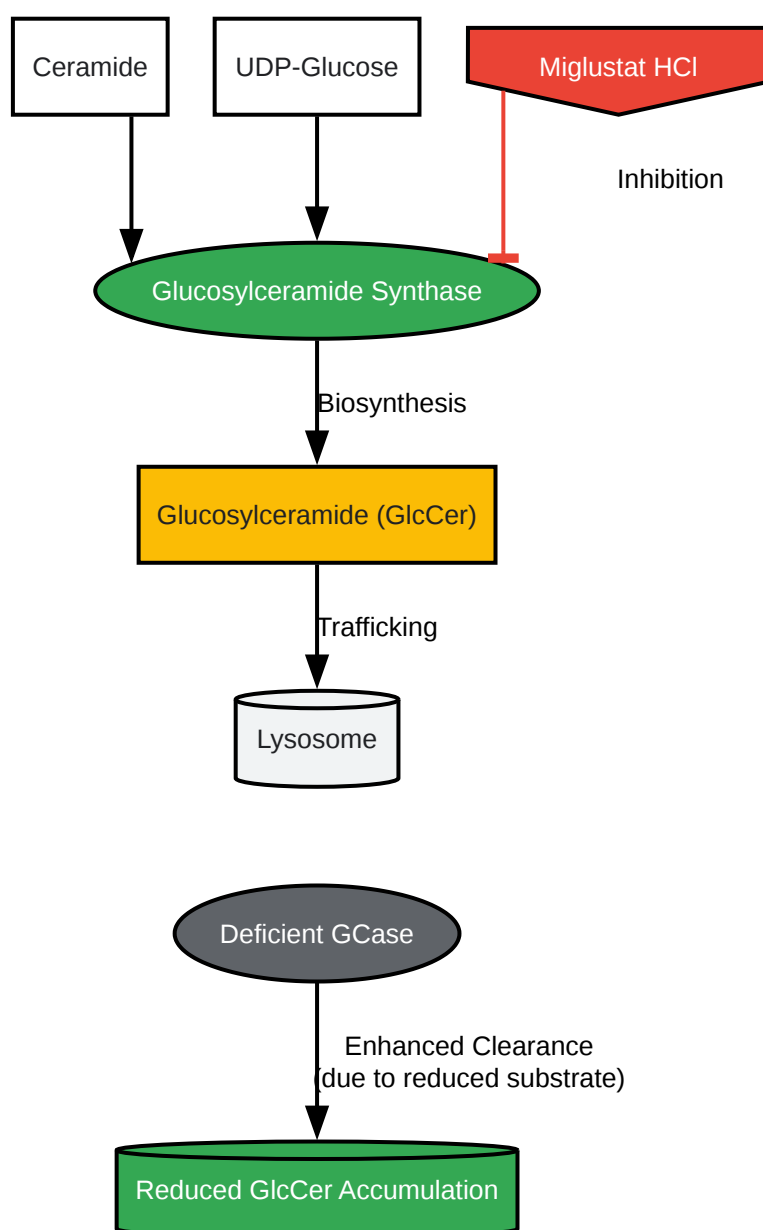 Ceramide
UDP-Glucose
Miglustat HCl
Inhibition
Glucosylceramide Synthase
Biosynthesis
Glucosylceramide (GlcCer)
Trafficking
Lysosome
Deficient GCase
Enhanced Clearance
(due to reduced substrate)
Reduced GlcCer Accumulation